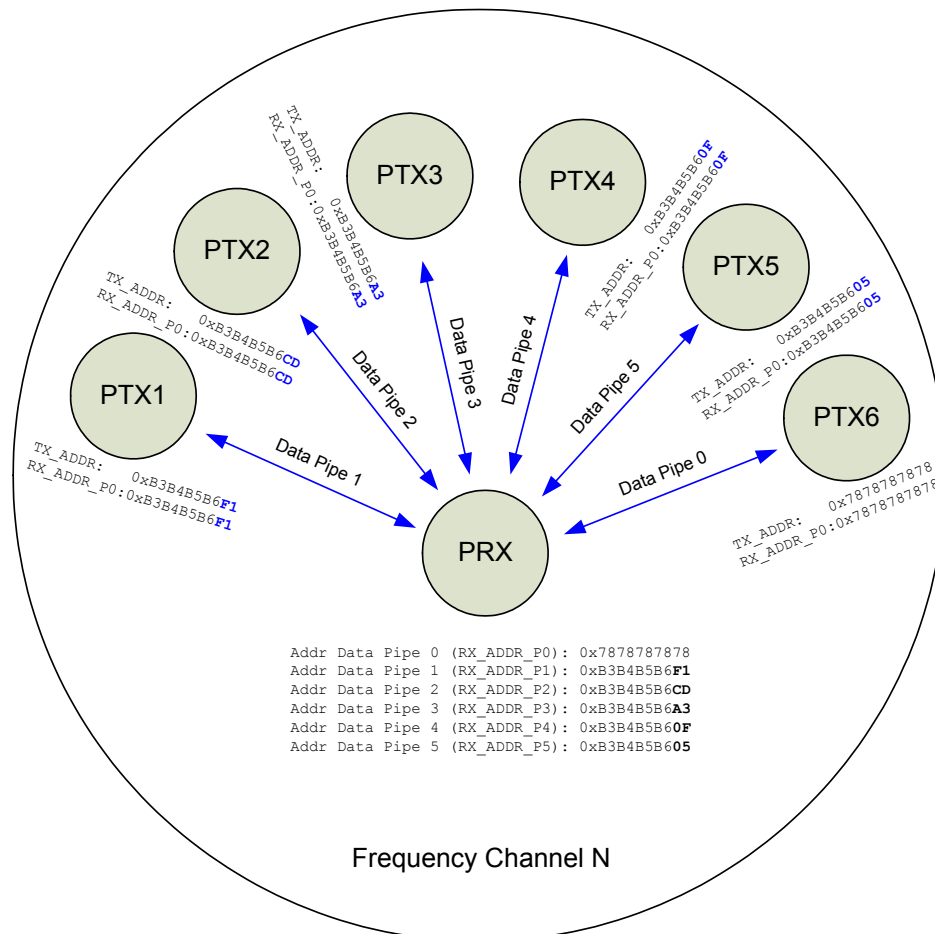 PTX3
PTX4
PTX2
PTX5
PTX1
PTX6
TX_ADDR: 0xB3B4B5B6F1
RX_ADDR_P0:0xB3B4B5B6F1
TX_ADDR: 0xB3B4B5B6CD
RX_ADDR_P0:0xB3B4B5B6CD
TX_ADDR: 0xB3B4B5B6A3
RX_ADDR_P0:0xB3B4B5B6A3
TX_ADDR: 0xB3B4B5B60F
RX_ADDR_P0:0xB3B4B5B60F
TX_ADDR: 0xB3B4B5B605
RX_ADDR_P0:0xB3B4B5B605
TX_ADDR: 0x7878787878
RX_ADDR_P0:0x7878787878
Data Pipe 1
Data Pipe 2
Data Pipe 3
Data Pipe 4
Data Pipe 5
Data Pipe 0
PRX
Addr Data Pipe 0 (RX_ADDR_P0): 0x7878787878
Addr Data Pipe 1 (RX_ADDR_P1): 0xB3B4B5B6F1
Addr Data Pipe 2 (RX_ADDR_P2): 0xB3B4B5B6CD
Addr Data Pipe 3 (RX_ADDR_P3): 0xB3B4B5B6A3
Addr Data Pipe 4 (RX_ADDR_P4): 0xB3B4B5B60F
Addr Data Pipe 5 (RX_ADDR_P5): 0xB3B4B5B605
Frequency Channel N